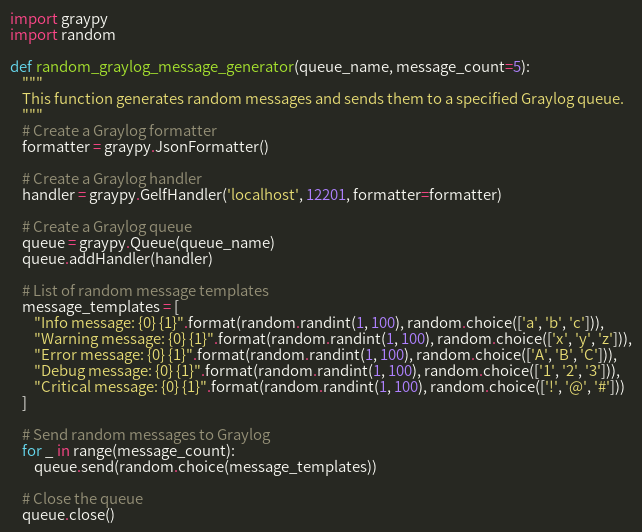 import graypy
import random

def random_graylog_message_generator(queue_name, message_count=5):
    """
    This function generates random messages and sends them to a specified Graylog queue.
    """
    # Create a Graylog formatter
    formatter = graypy.JsonFormatter()

    # Create a Graylog handler
    handler = graypy.GelfHandler('localhost', 12201, formatter=formatter)

    # Create a Graylog queue
    queue = graypy.Queue(queue_name)
    queue.addHandler(handler)

    # List of random message templates
    message_templates = [
        "Info message: {0} {1}".format(random.randint(1, 100), random.choice(['a', 'b', 'c'])),
        "Warning message: {0} {1}".format(random.randint(1, 100), random.choice(['x', 'y', 'z'])),
        "Error message: {0} {1}".format(random.randint(1, 100), random.choice(['A', 'B', 'C'])),
        "Debug message: {0} {1}".format(random.randint(1, 100), random.choice(['1', '2', '3'])),
        "Critical message: {0} {1}".format(random.randint(1, 100), random.choice(['!', '@', '#']))
    ]

    # Send random messages to Graylog
    for _ in range(message_count):
        queue.send(random.choice(message_templates))

    # Close the queue
    queue.close()